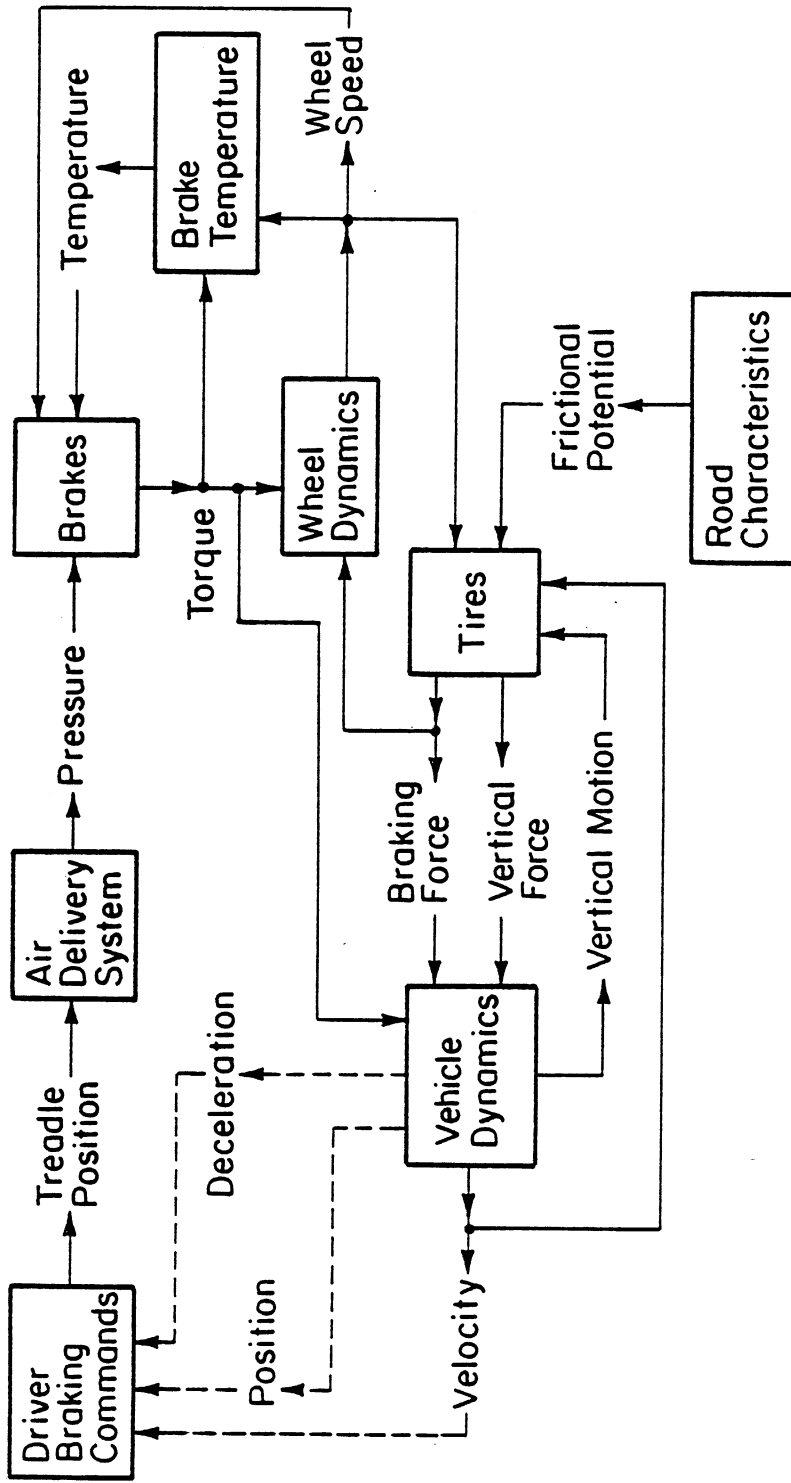 Driver
Braking
Commands
Treadle
Position
Air
Delivery
System
Pressure
Brakes
Temperature
Brake
Temperature
Wheel
Speed
Torque
Wheel
Dynamics
Deceleration
Position
Velocity
Vehicle
Dynamics
Braking
Force
Vertical
Force
Vertical Motion
Tires
Frictional
Potential
Road
Characteristics